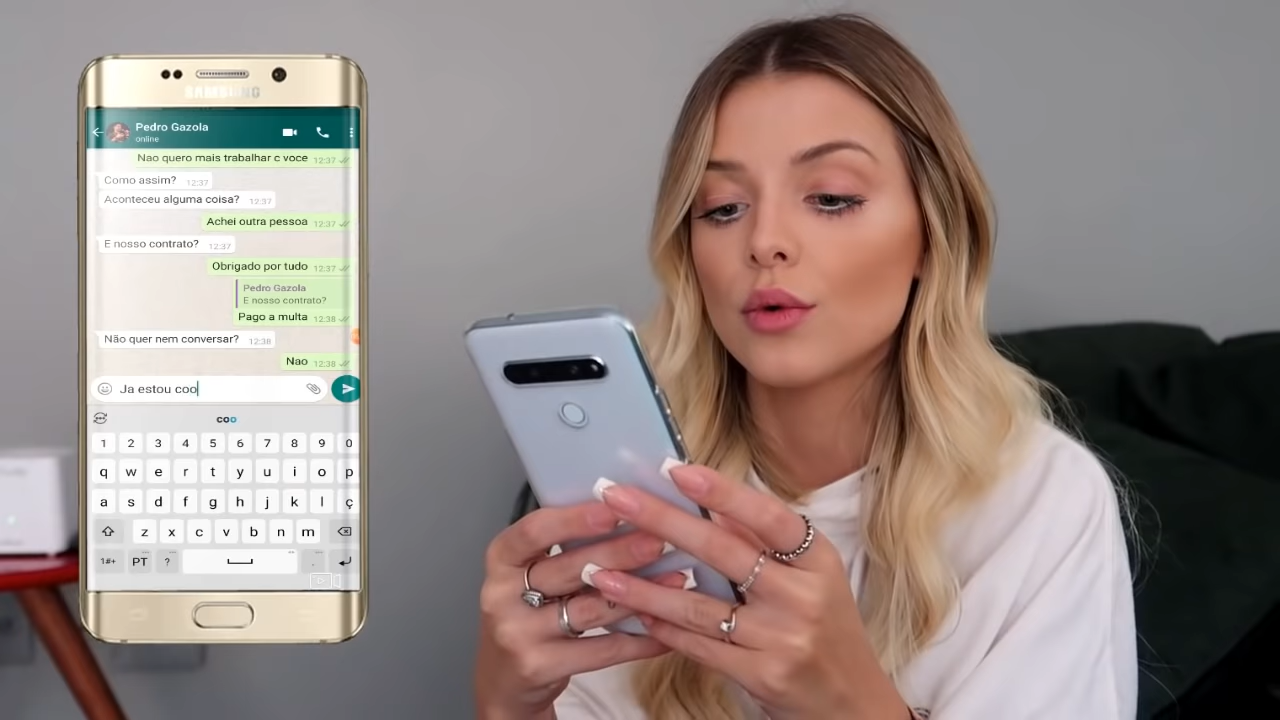 SAMSUNG
Pedro Gazola
online
Nao quero mais trabalhar c voce 12:37
Como assim? 12:37
Aconteceu alguma coisa? 12:37
Achei outra pessoa 12:37
E nosso contrato? 12:37
Obrigado por tudo 12:37
Pedro Gazola
E nosso contrato?
Pago a multa 12:38
Não quer nem conversar? 12:38
Nao 12:38
Ja estou coo
coo
1 2 3 4 5 6 7 8 9 0
q w e r t y u i o p
a s d f g h j k l ç
z x c v b n m
1#+ PT ? .